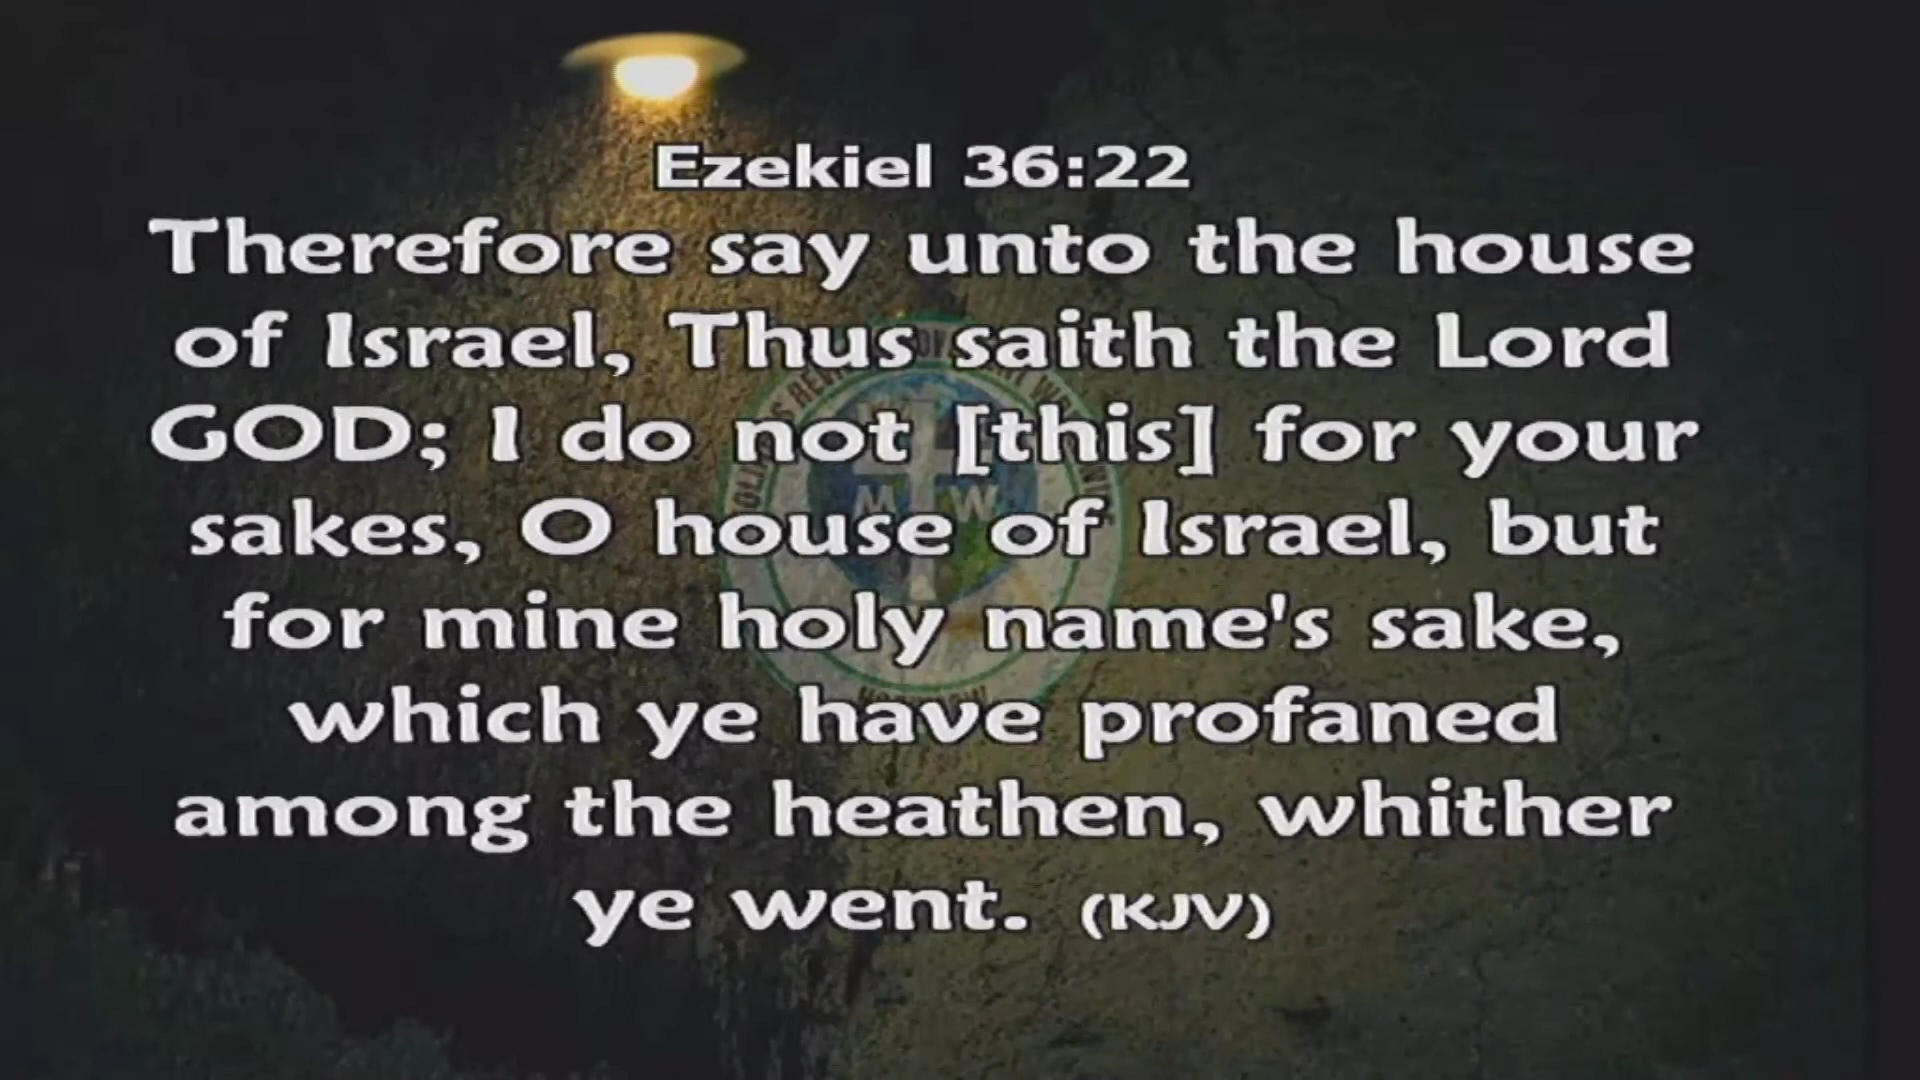 Ezekiel 36:22
Therefore say unto the house
of Israel, Thus saith the Lord
GOD; I do not [this] for your
sakes, O house of Israel, but
for mine holy name's sake,
which ye have profaned
among the heathen, whither
ye went. (KJV)
M W